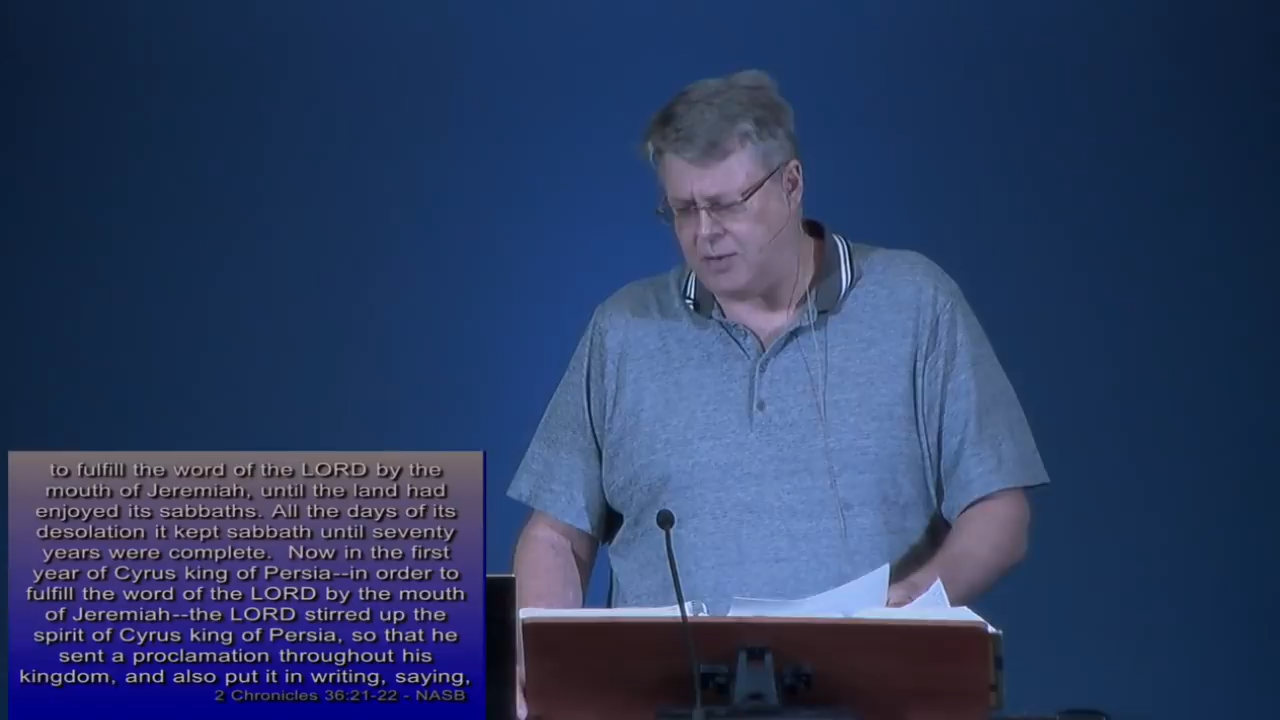 to fulfill the word of the LORD by the
mouth of Jeremiah, until the land had
enjoyed its sabbaths. All the days of its
desolation it kept sabbath until seventy
years were complete.  Now in the first
year of Cyrus king of Persia--in order to
fulfill the word of the LORD by the mouth
of Jeremiah--the LORD stirred up the
spirit of Cyrus king of Persia, so that he
sent a proclamation throughout his
kingdom, and also put it in writing, saying,
2 Chronicles 36:21-22 - NASB